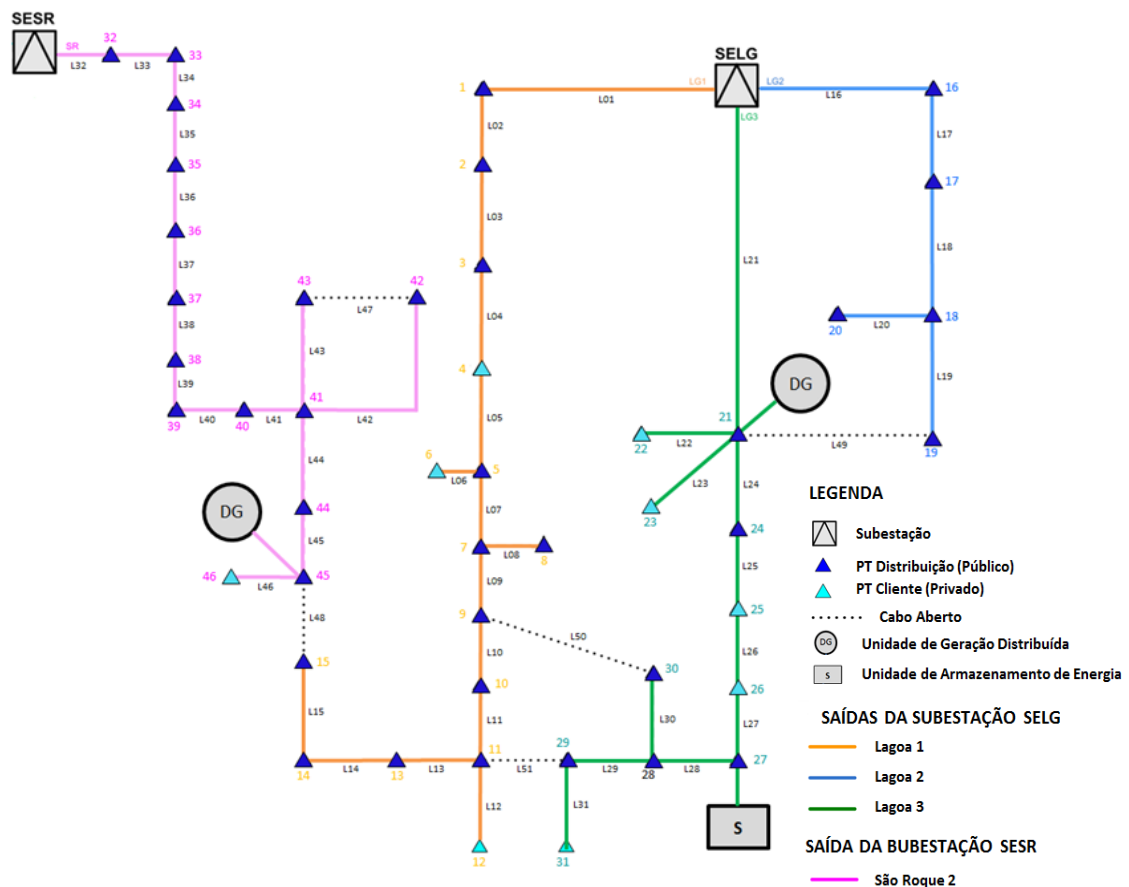 SESR
SR
32
L32
L33
33
L34
34
L35
35
L36
36
L37
37
L38
38
L39
39
L40
40
L41
41
L42
42
43
L47
L43
L44
44
L45
DG
46
L46
45
L48
15
L15
14
L14
13
L13
SELG
LG1
LG2
LG3
1
L01
L02
2
L03
3
L04
4
L05
6
5
L06
L07
7
L08
8
L09
9
L50
L10
10
L11
11
L51
L12
12
L16
16
L17
17
L18
18
20
L20
L19
19
L21
DG
21
22
L22
L49
L23
23
L24
24
L25
25
L26
26
L27
27
30
L30
29
L29
28
L28
L31
31
S
LEGENDA
Subestação
PT Distribuição (Público)
PT Cliente (Privado)
Cabo Aberto
DG
Unidade de Geração Distribuída
S
Unidade de Armazenamento de Energia
SAÍDAS DA SUBESTAÇÃO SELG
Lagoa 1
Lagoa 2
Lagoa 3
SAÍDA DA BUBESTAÇÃO SESR
São Roque 2